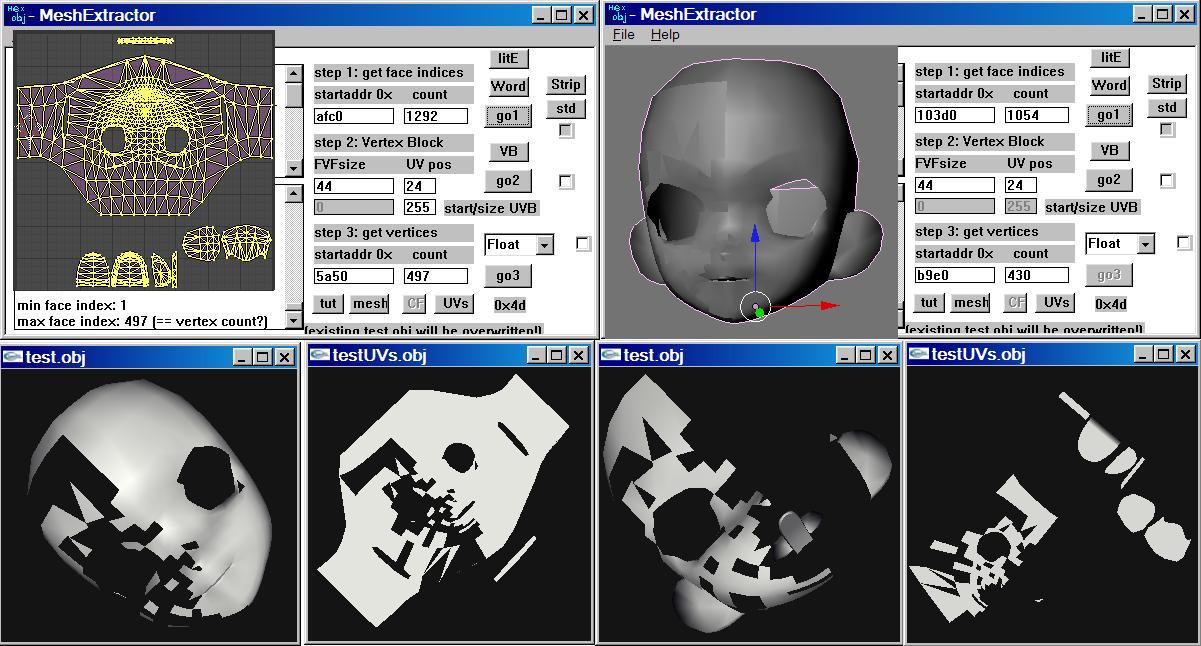 Hex
obj - MeshExtractor
litE
step 1: get face indices
Word
Strip
startaddr 0x count
std
afc0 1292 go1
step 2: Vertex Block
VB
FVFsize UV pos
go2
44 24
0 255 start/size UVB
step 3: get vertices
Float
startaddr 0x count
5a50 497 go3
min face index: 1
tut mesh CF UVs 0x4d
max face index: 497 (== vertex count?)
(existing test obj will be overwritten!)
Hex
obj - MeshExtractor
File Help
litE
step 1: get face indices
Word
Strip
startaddr 0x count
std
103d0 1054 go1
step 2: Vertex Block
VB
FVFsize UV pos
go2
44 24
0 255 start/size UVB
step 3: get vertices
Float
startaddr 0x count
b9e0 430 go3
tut mesh CF UVs 0x4d
(existing test obj will be overwritten!)
test.obj
testUVs.obj
test.obj
testUVs.obj